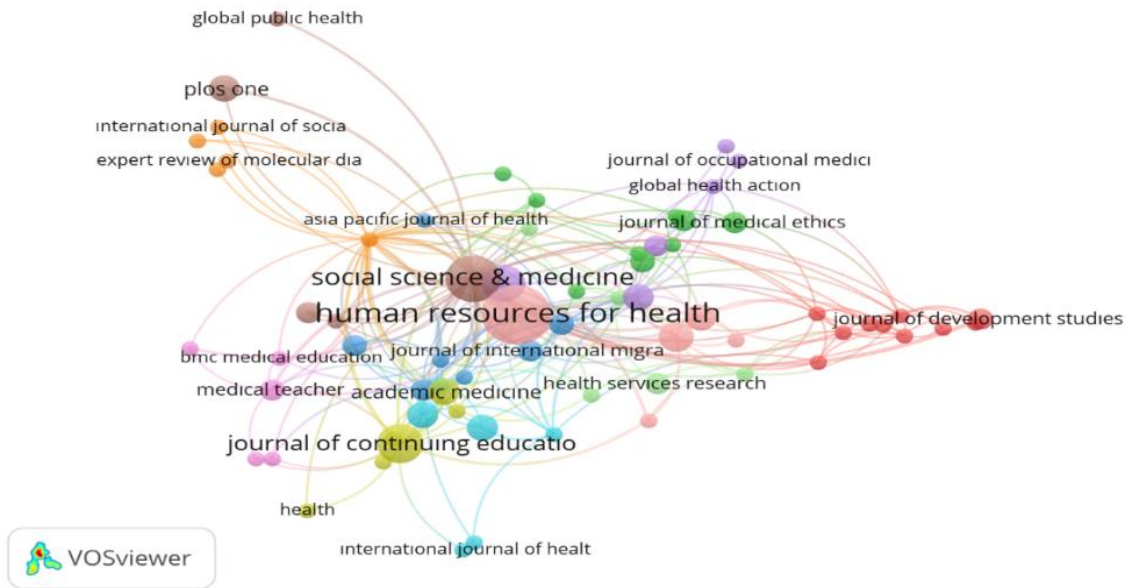 global public health
plos one
international journal of socia
expert review of molecular dia
journal of occupational medici
global health action
asia pacific journal of health
journal of medical ethics
social science & medicine
human resources for health
journal of development studies
bmc medical education
journal of international migra
medical teacher
academic medicine
health services research
journal of continuing educatio
health
international journal of healt
VOSviewer